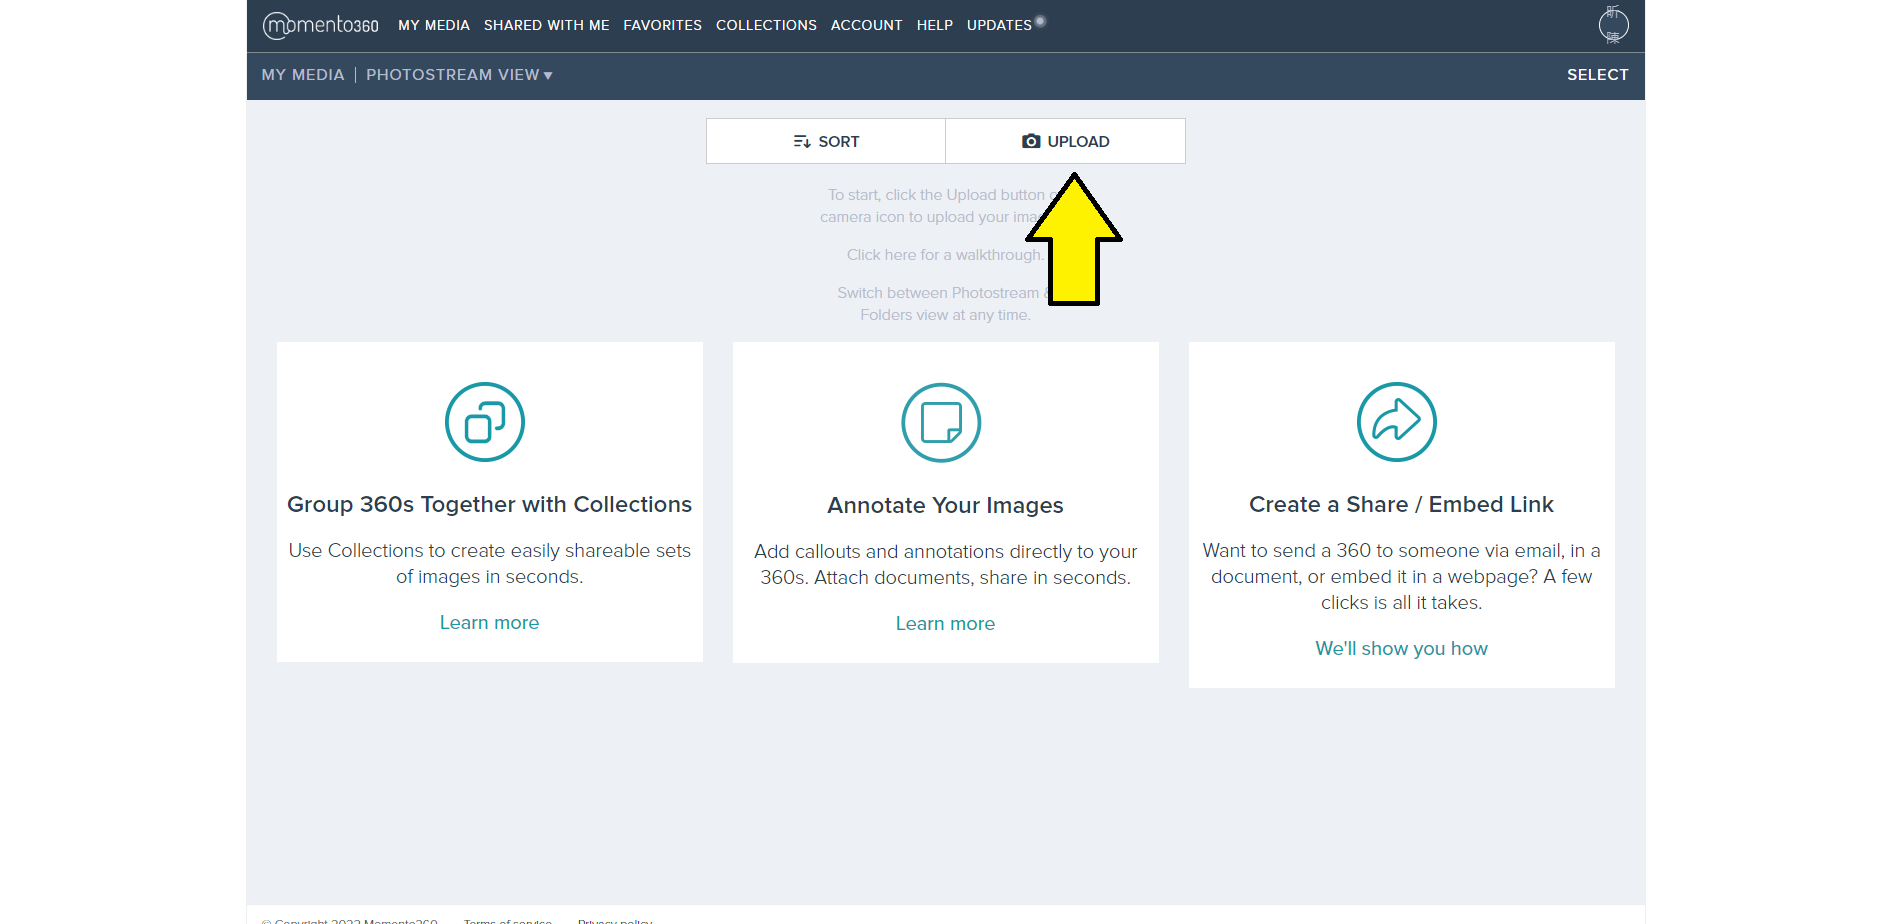 momento360 MY MEDIA SHARED WITH ME FAVORITES COLLECTIONS ACCOUNT HELP UPDATES
昕
陳
MY MEDIA | PHOTOSTREAM VIEW ▾ SELECT
SORT UPLOAD
To start, click the Upload button
camera icon to upload your
Click here for a walkthrough.
Switch between Photostream &
Folders view at any time.
Group 360s Together with Collections
Use Collections to create easily shareable sets
of images in seconds.
Learn more
Annotate Your Images
Add callouts and annotations directly to your
360s. Attach documents, share in seconds.
Learn more
Create a Share / Embed Link
Want to send a 360 to someone via email, in a
document, or embed it in a webpage? A few
clicks is all it takes.
We'll show you how
© Copyright 2022 Momento360 Terms of service Privacy policy